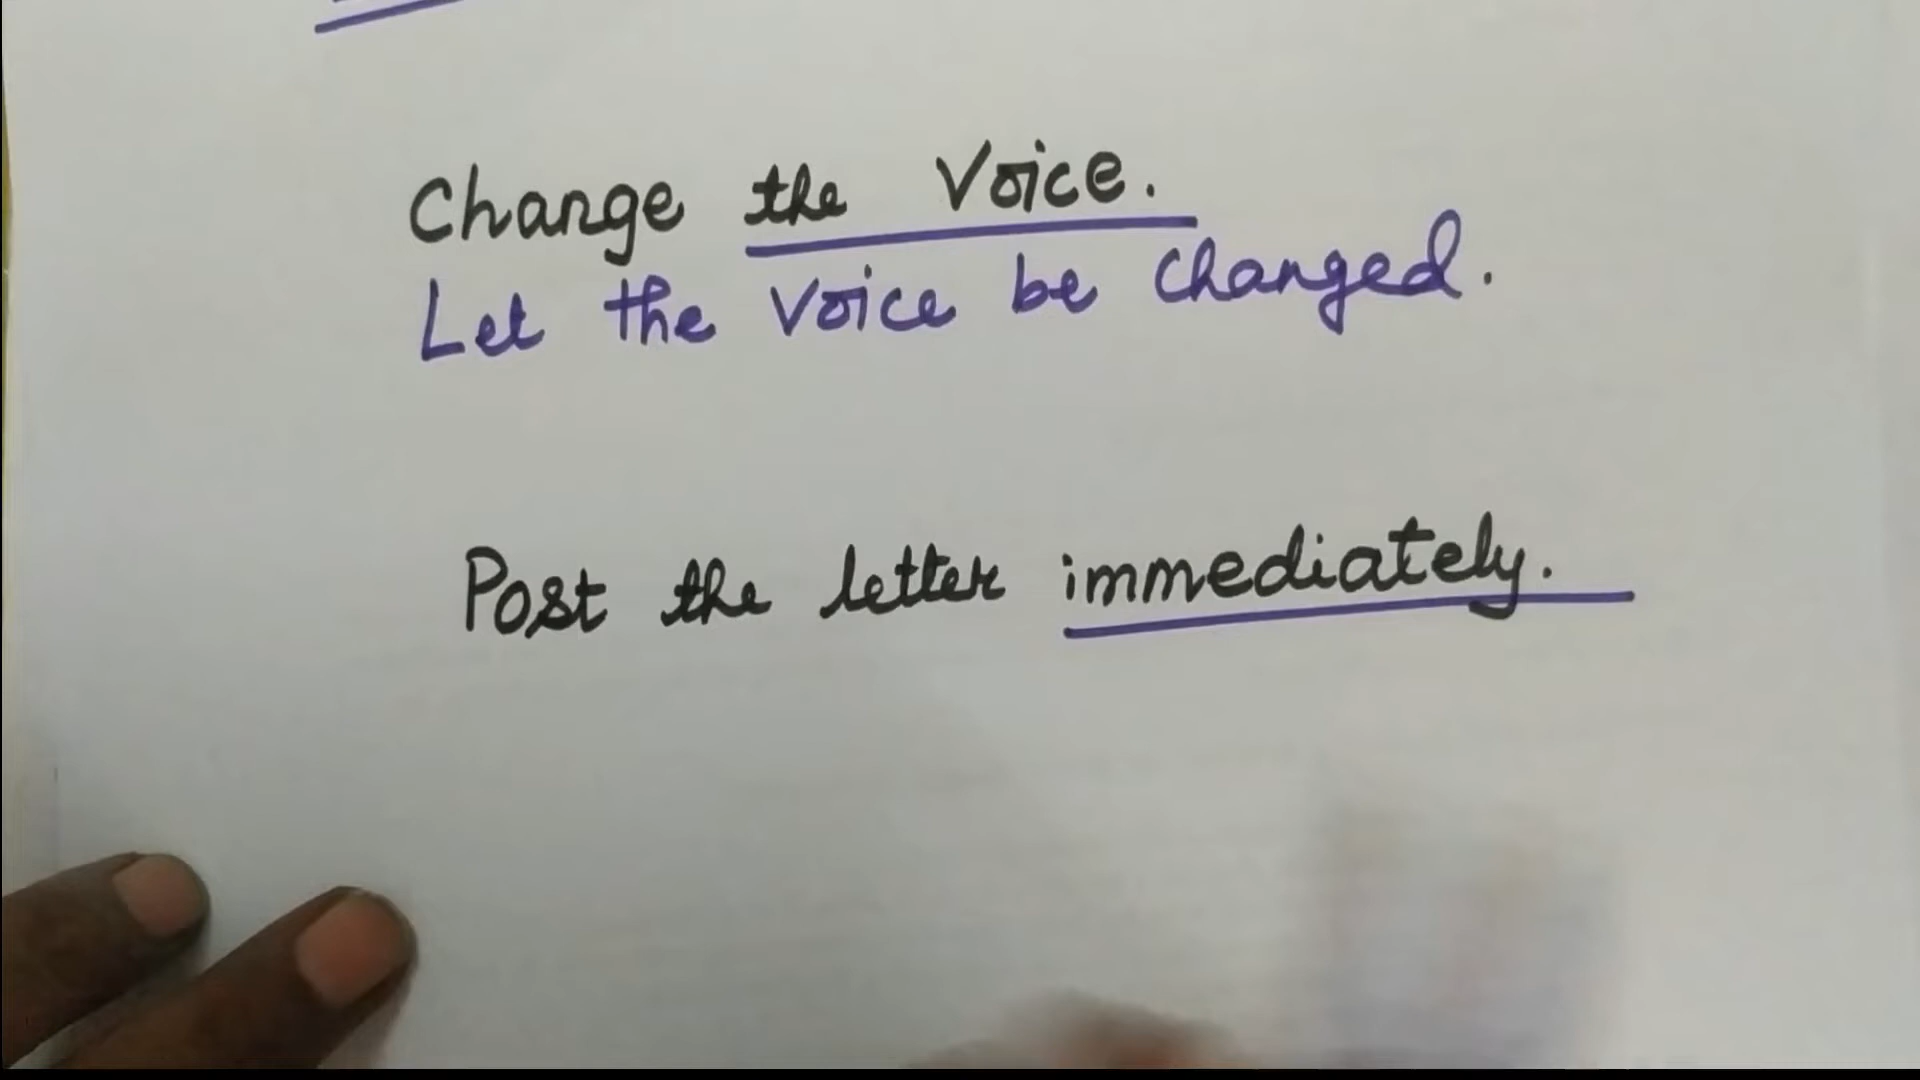 Change the Voice.
Let the voice be changed.
Post the letter immediately.